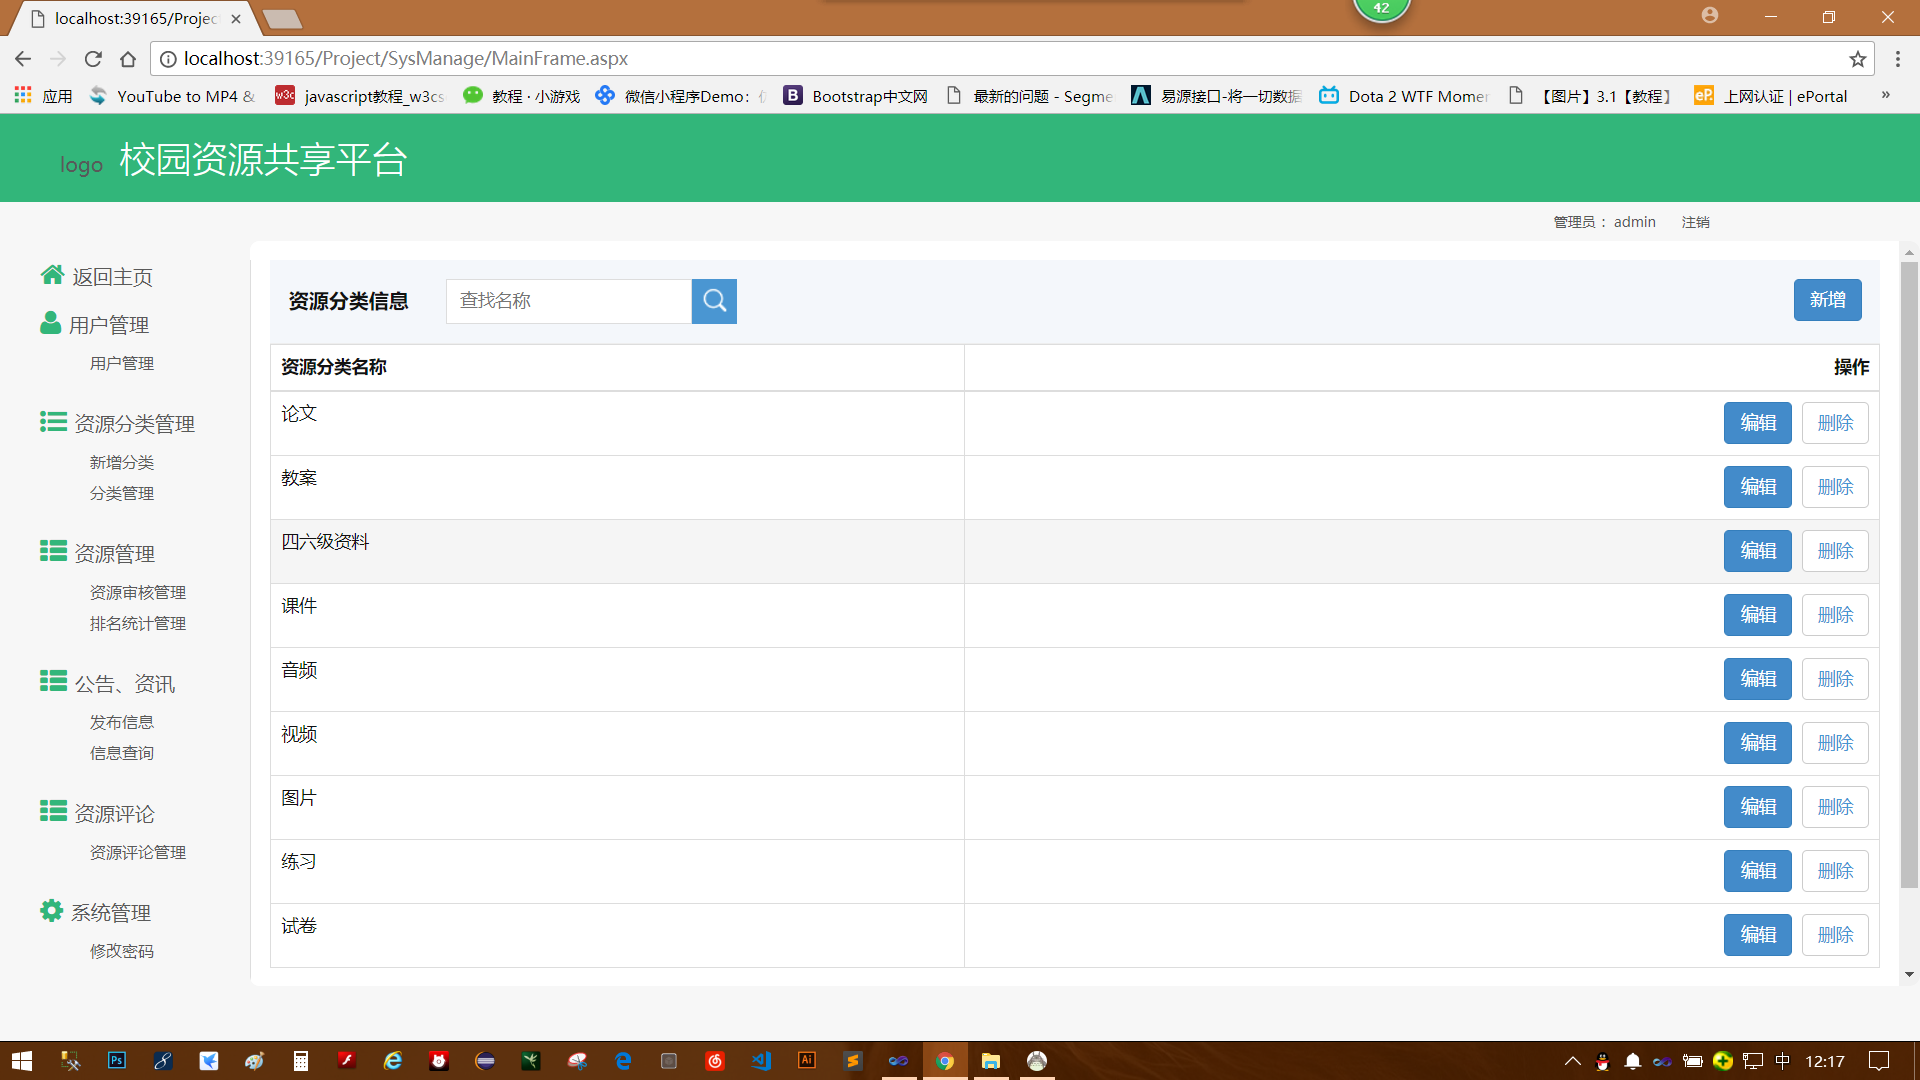 localhost:39165/Projec
42
localhost:39165/Project/SysManage/MainFrame.aspx
应用
YouTube to MP4 &
w3c
javascript教程_w3cs
教程 · 小游戏
微信小程序Demo：
B
Bootstrap中文网
最新的问题 - Segme
易源接口-将一切数据
Dota 2 WTF Momer
【图片】3.1【教程】
eP.
上网认证 | ePortal
»
logo 校园资源共享平台
管理员： admin 注销
返回主页
用户管理
用户管理
资源分类管理
新增分类
分类管理
资源管理
资源审核管理
排名统计管理
公告、资讯
发布信息
信息查询
资源评论
资源评论管理
系统管理
修改密码
资源分类信息 查找名称 新增
资源分类名称 操作
论文 编辑 删除
教案 编辑 删除
四六级资料 编辑 删除
课件 编辑 删除
音频 编辑 删除
视频 编辑 删除
图片 编辑 删除
练习 编辑 删除
试卷 编辑 删除
Ps
Ai
中 12:17